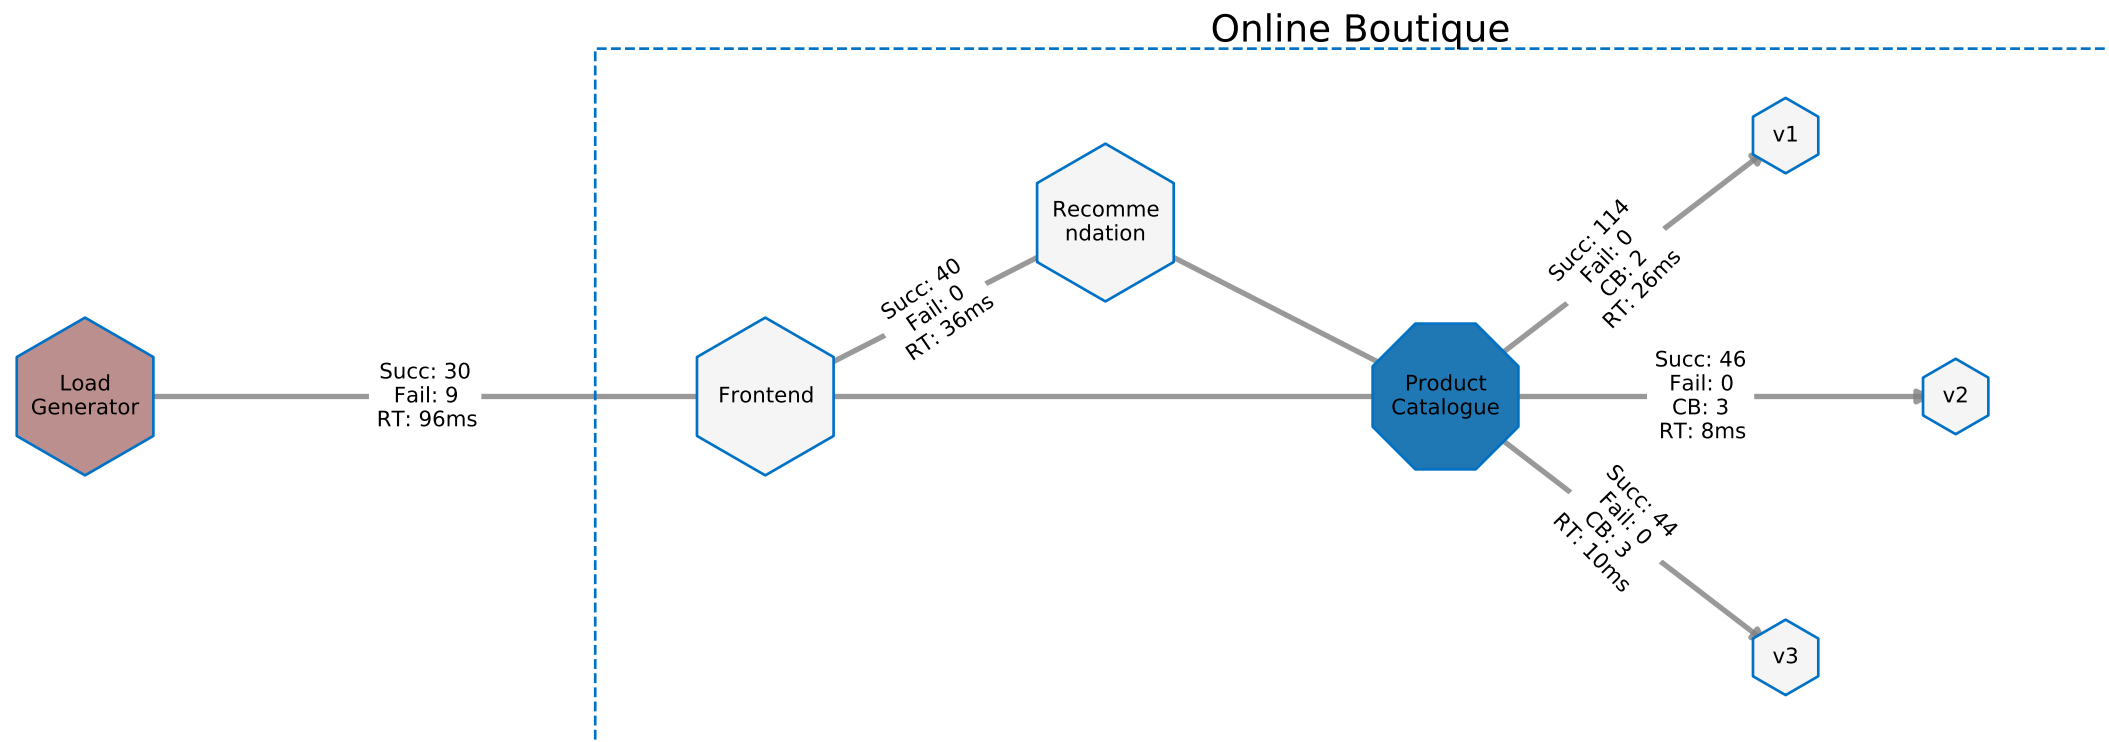 Online Boutique
Load
Generator
Succ: 30
Fail: 9
RT: 96ms
Frontend
Succ: 40
Fail: 0
RT: 36ms
Recomme
ndation
Product
Catalogue
Succ: 114
Fail: 0
CB: 2
RT: 26ms
v1
Succ: 46
Fail: 0
CB: 3
RT: 8ms
v2
Succ: 44
Fail: 0
CB: 3
RT: 10ms
v3